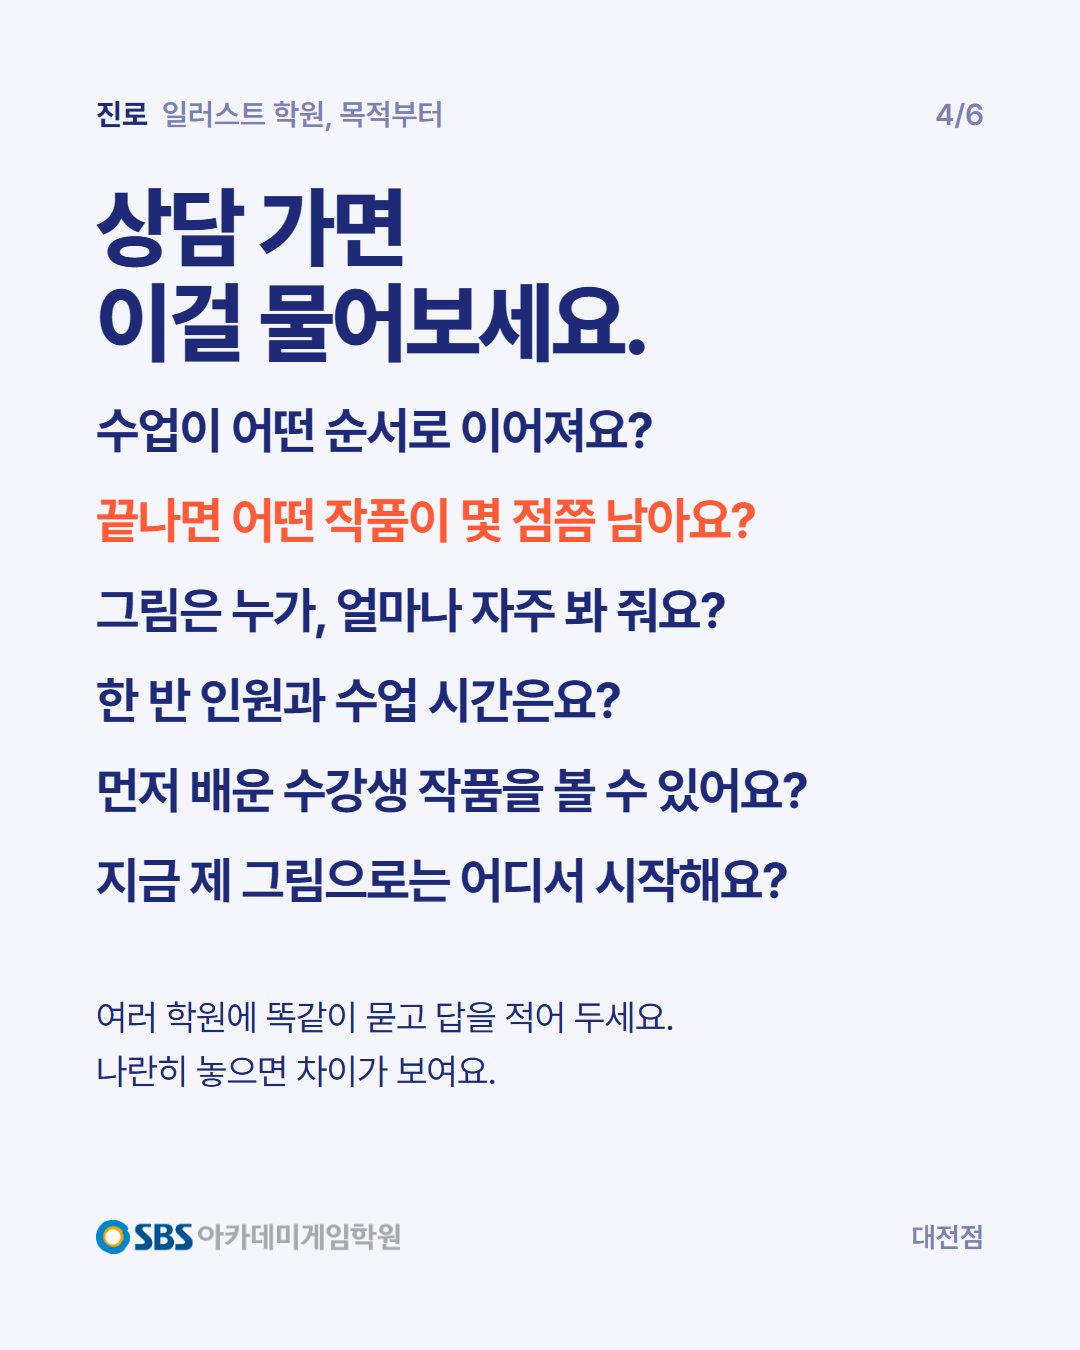 진로 일러스트 학원, 목적부터
4/6
상담 가면
이걸 물어보세요.
수업이 어떤 순서로 이어져요?
끝나면 어떤 작품이 몇 점쯤 남아요?
그림은 누가, 얼마나 자주 봐 줘요?
한 반 인원과 수업 시간은요?
먼저 배운 수강생 작품을 볼 수 있어요?
지금 제 그림으로는 어디서 시작해요?
여러 학원에 똑같이 묻고 답을 적어 두세요.
나란히 놓으면 차이가 보여요.
SBS 아카데미게임학원
대전점